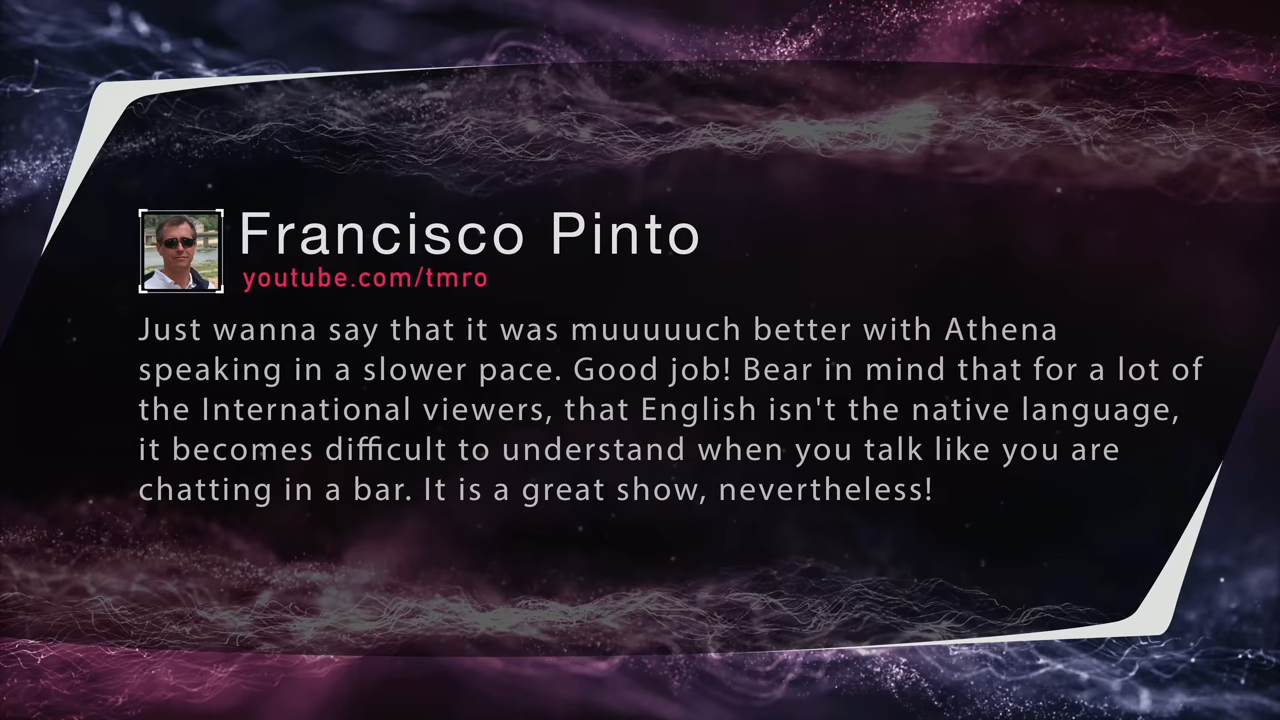 Francisco Pinto
youtube.com/tmro
Just wanna say that it was muuuuuch better with Athena
speaking in a slower pace. Good job! Bear in mind that for a lot of
the International viewers, that English isn't the native language,
it becomes difficult to understand when you talk like you are
chatting in a bar. It is a great show, nevertheless!